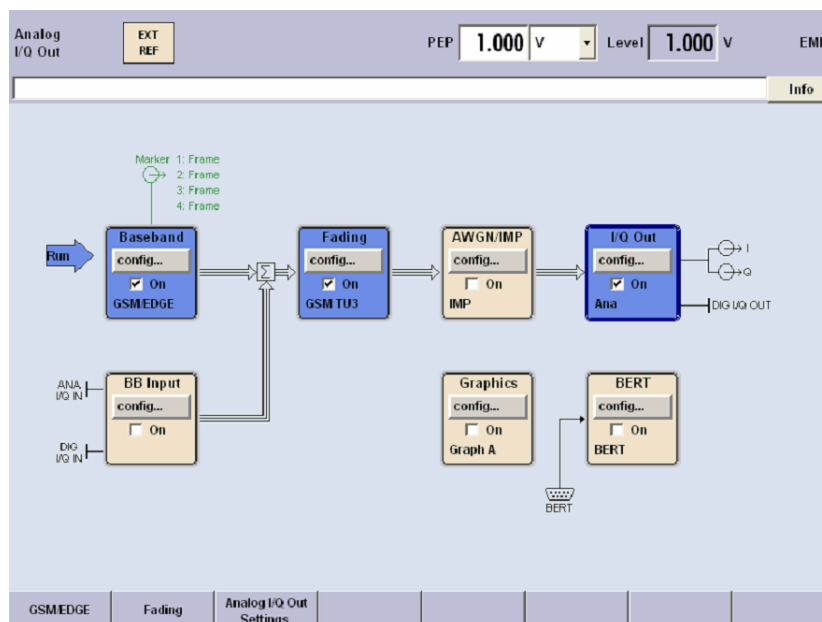 Analog
I/Q Out
EXT
REF
PEP 1.000 V Level 1.000 V
Info
Marker 1: Frame
2: Frame
3: Frame
4: Frame
Run
Baseband
config...
On
GSM/EDGE
Σ
Fading
config...
On
GSM TU3
AWGN/IMP
config...
On
IMP
I/Q Out
config...
On
Ana
I
Q
DIG I/Q OUT
ANA
I/Q IN
DIG
I/Q IN
BB Input
config...
On
Graphics
config...
On
Graph A
BERT
config...
On
BERT
BERT
GSM/EDGE
Fading
Analog I/Q Out
Settings